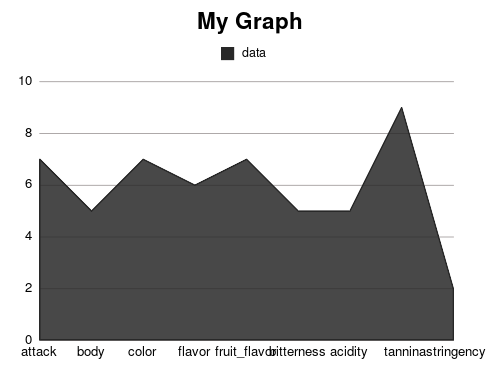 My Graph
data
10
8
6
4
2
0
attack body color flavor fruit_flavor bitterness acidity tannin astringency